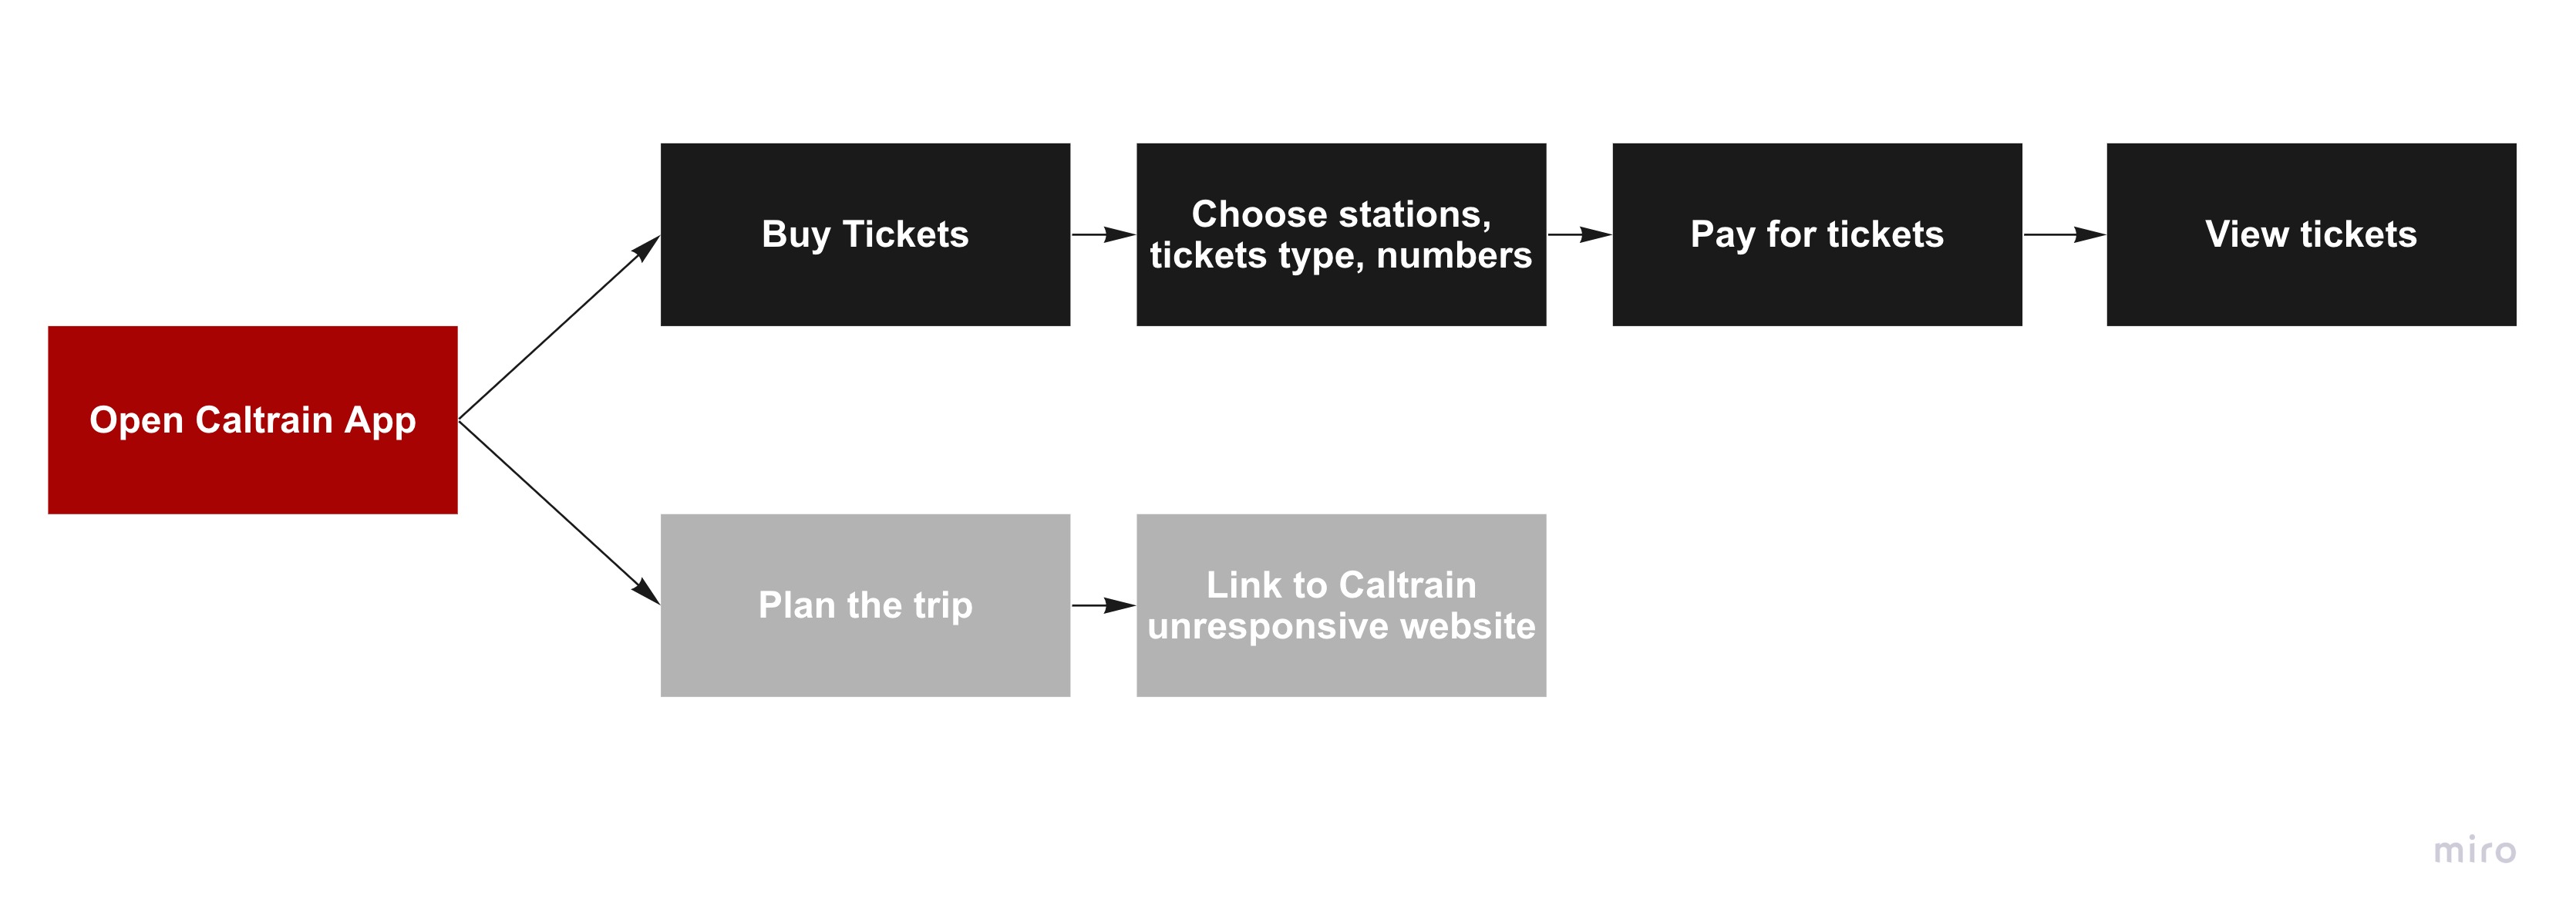 Open Caltrain App
Buy Tickets
Choose stations,
tickets type, numbers
Pay for tickets
View tickets
Plan the trip
Link to Caltrain
unresponsive website
miro